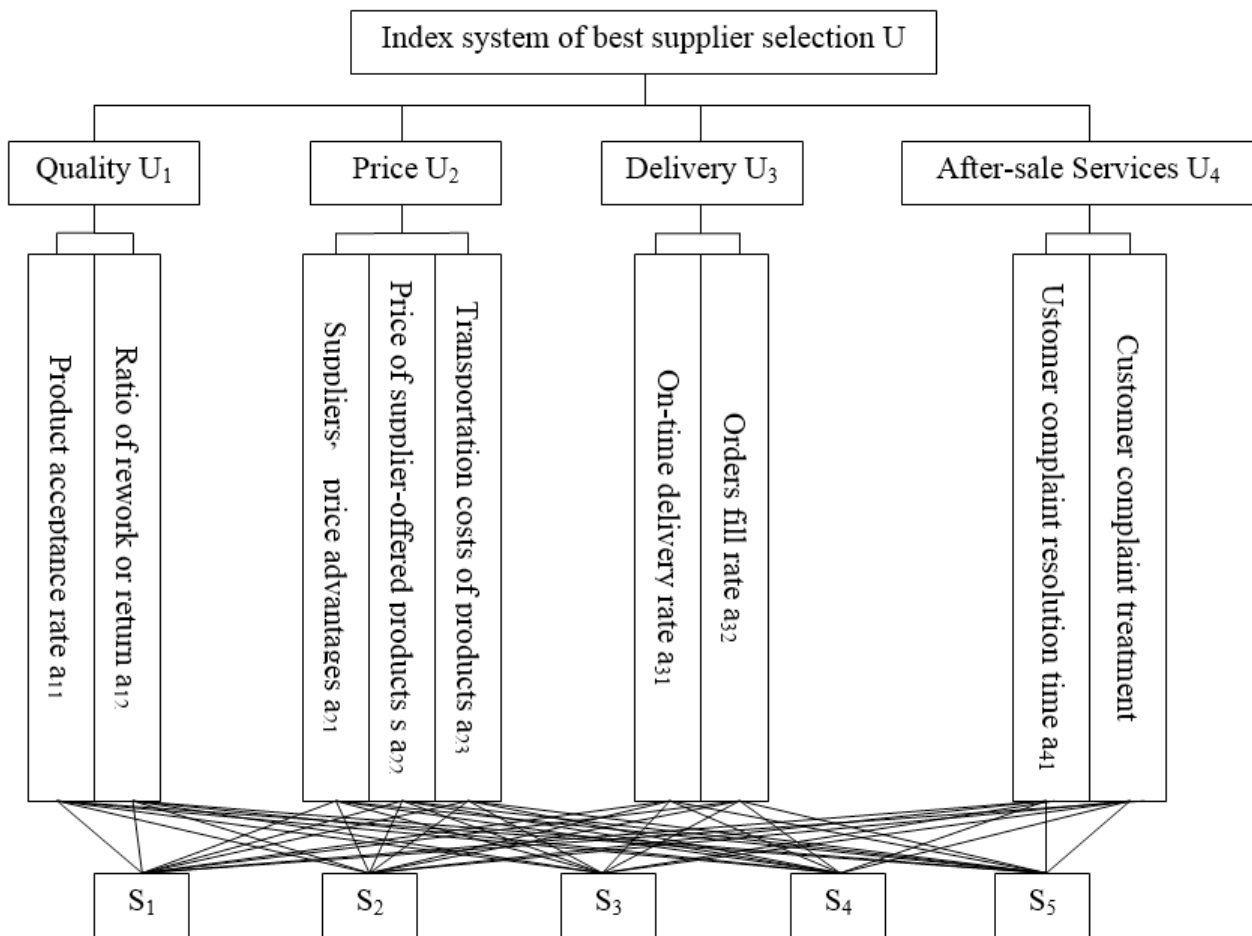 Index system of best supplier selection U
Quality U₁
Price U₂
Delivery U₃
After-sale Services U₄
Product acceptance rate a₁₁
Ratio of rework or return a₁₂
Suppliers, price advantages a₂₁
Price of supplier-offered products s a₂₂
Transportation costs of products a₂₃
On-time delivery rate a₃₁
Orders fill rate a₃₂
Ustomer complaint resolution time a₄₁
Customer complaint treatment
S₁
S₂
S₃
S₄
S₅